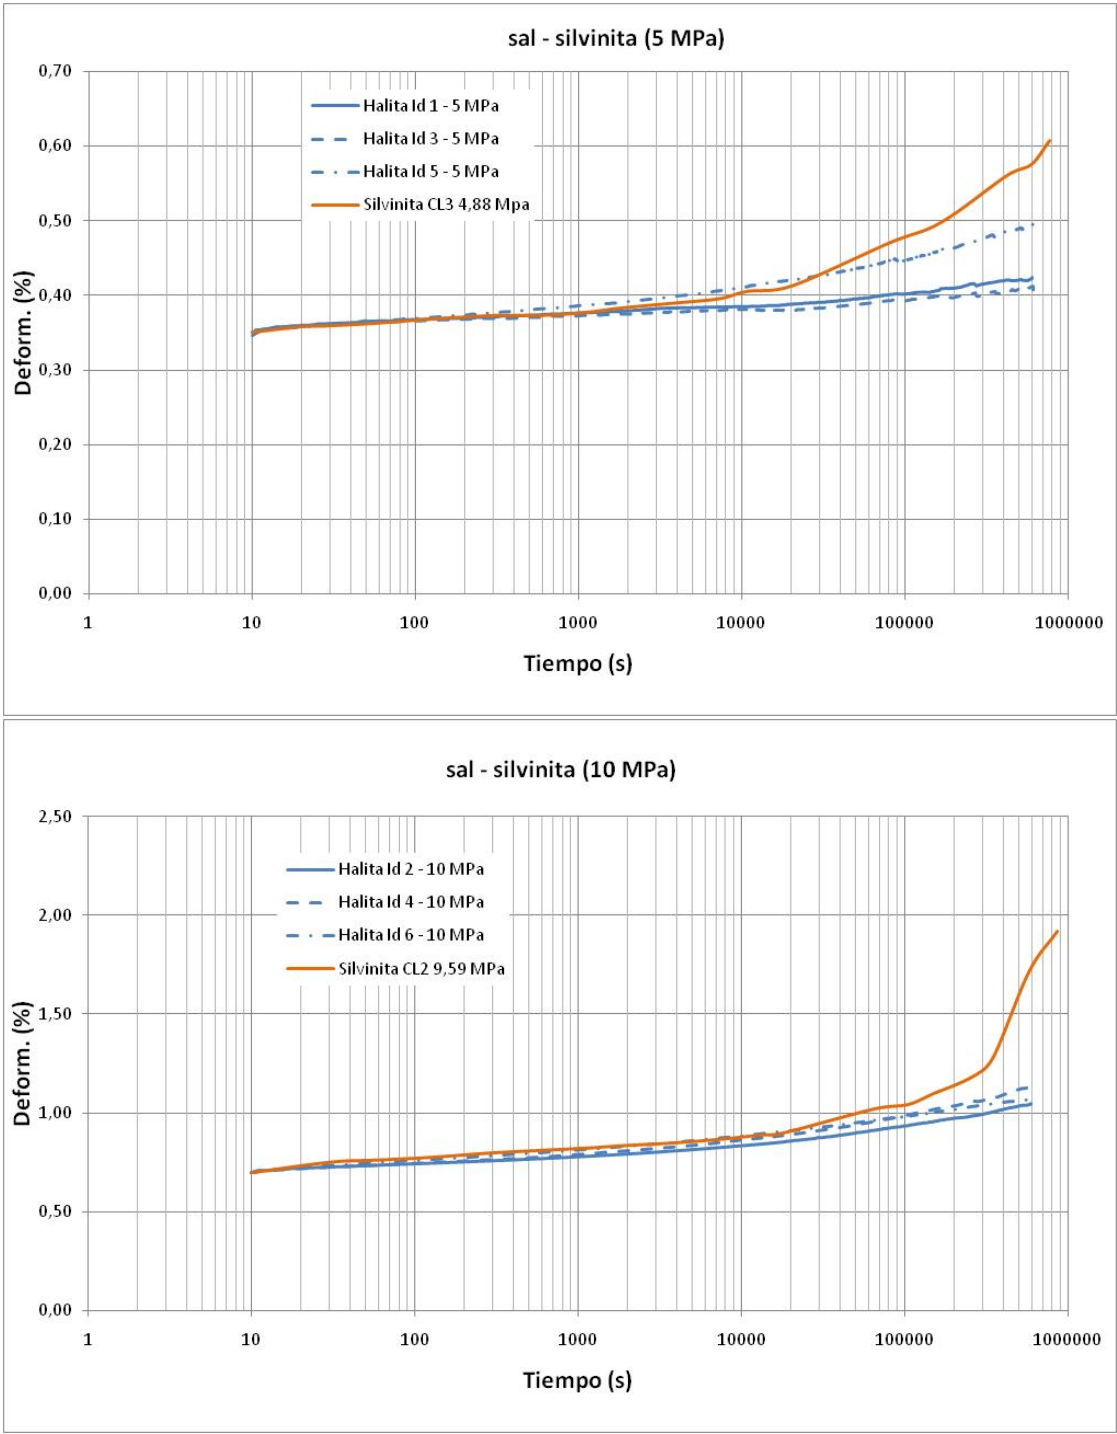 sal - silvinita (5 MPa)
0,70
Halita Id 1 - 5 MPa
0,60
Halita Id 3 - 5 MPa
Halita Id 5 - 5 MPa
Silvinita CL3 4,88 Mpa
0,50
0,40
Deform. (%)
0,30
0,20
0,10
0,00
1 10 100 1000 10000 100000 1000000
Tiempo (s)
sal - silvinita (10 MPa)
2,50
Halita Id 2 - 10 MPa
Halita Id 4 - 10 MPa
2,00
Halita Id 6 - 10 MPa
Silvinita CL2 9,59 MPa
1,50
Deform. (%)
1,00
0,50
0,00
1 10 100 1000 10000 100000 1000000
Tiempo (s)